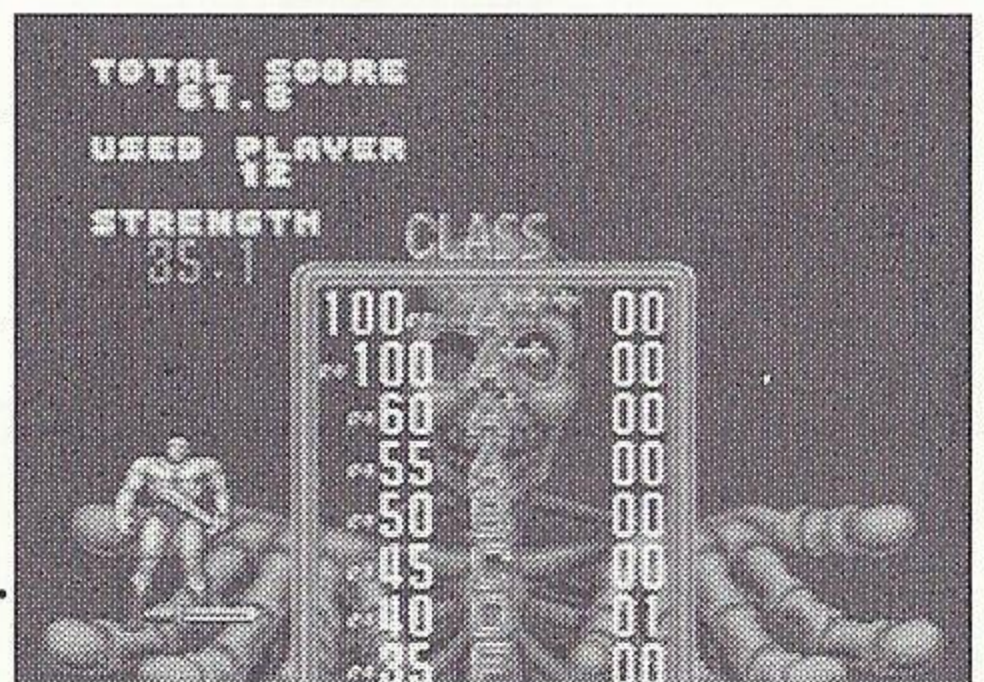 TOTAL SCORE
USED PLAYER
12
STRENGTH
35.1
CLASS
100~ 00
~100 00
~60 00
~55 00
~50 00
~45 00
~40 01
~35 00